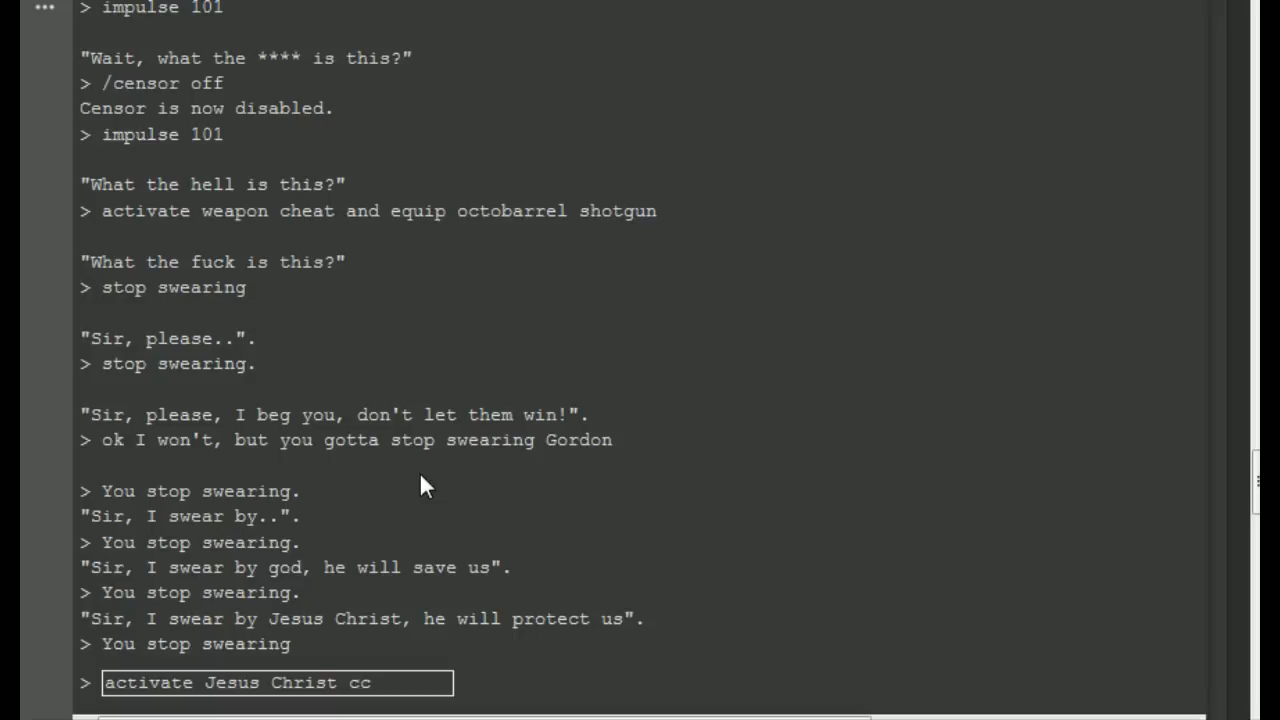 > impulse 101
"Wait, what the **** is this?"
> /censor off
Censor is now disabled.
> impulse 101
"What the hell is this?"
> activate weapon cheat and equip octobarrel shotgun
"What the fuck is this?"
> stop swearing
"Sir, please..".
> stop swearing.
"Sir, please, I beg you, don't let them win!".
> ok I won't, but you gotta stop swearing Gordon
> You stop swearing.
"Sir, I swear by..".
> You stop swearing.
"Sir, I swear by god, he will save us".
> You stop swearing.
"Sir, I swear by Jesus Christ, he will protect us".
> You stop swearing
> activate Jesus Christ cc